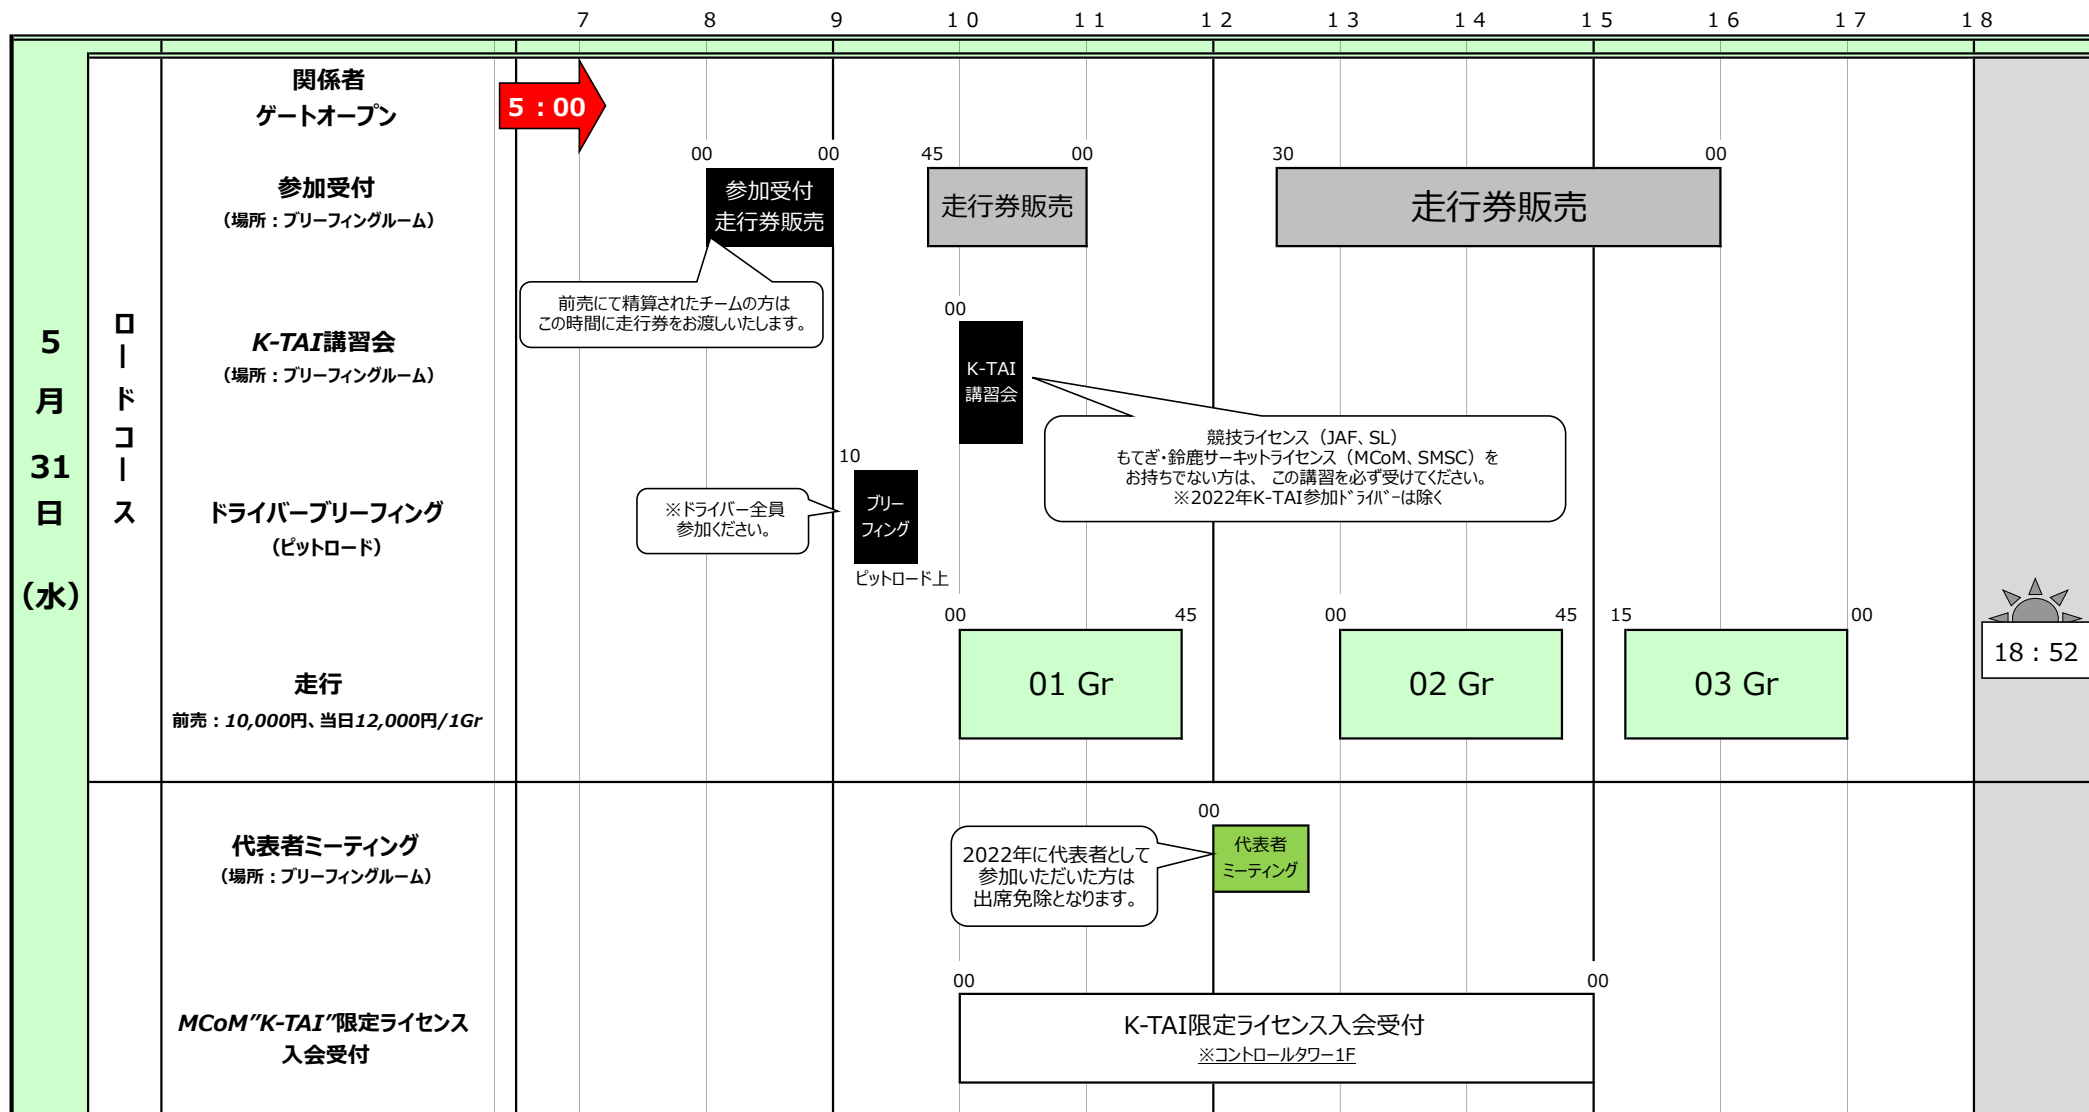 7 8 9 10 11 12 13 14 15 16 17 18
5
月
31
日
（水）
ロードコース
関係者
ゲートオープン
5：00
参加受付
（場所：ブリーフィングルーム）
00 00 45 00 30 00
参加受付
走行券販売
走行券販売
走行券販売
前売にて精算されたチームの方は
この時間に走行券をお渡しいたします。
K-TAI講習会
（場所：ブリーフィングルーム）
00
K-TAI
講習会
競技ライセンス（JAF、SL）
もてぎ・鈴鹿サーキットライセンス（MCoM、SMSC）を
お持ちでない方は、この講習を必ず受けてください。
※2022年K-TAI参加ﾄﾞﾗｲﾊﾞｰは除く
ドライバーブリーフィング
（ピットロード）
10
※ドライバー全員
参加ください。
ブリー
フィング
ピットロード上
走行
前売：10,000円、当日12,000円/1Gr
00 45 00 45 15 00
01 Gr
02 Gr
03 Gr
18：52
代表者ミーティング
（場所：ブリーフィングルーム）
00
2022年に代表者として
参加いただいた方は
出席免除となります。
代表者
ミーティング
MCoM″K-TAI″限定ライセンス
入会受付
00 00
K-TAI限定ライセンス入会受付
※コントロールタワー1F